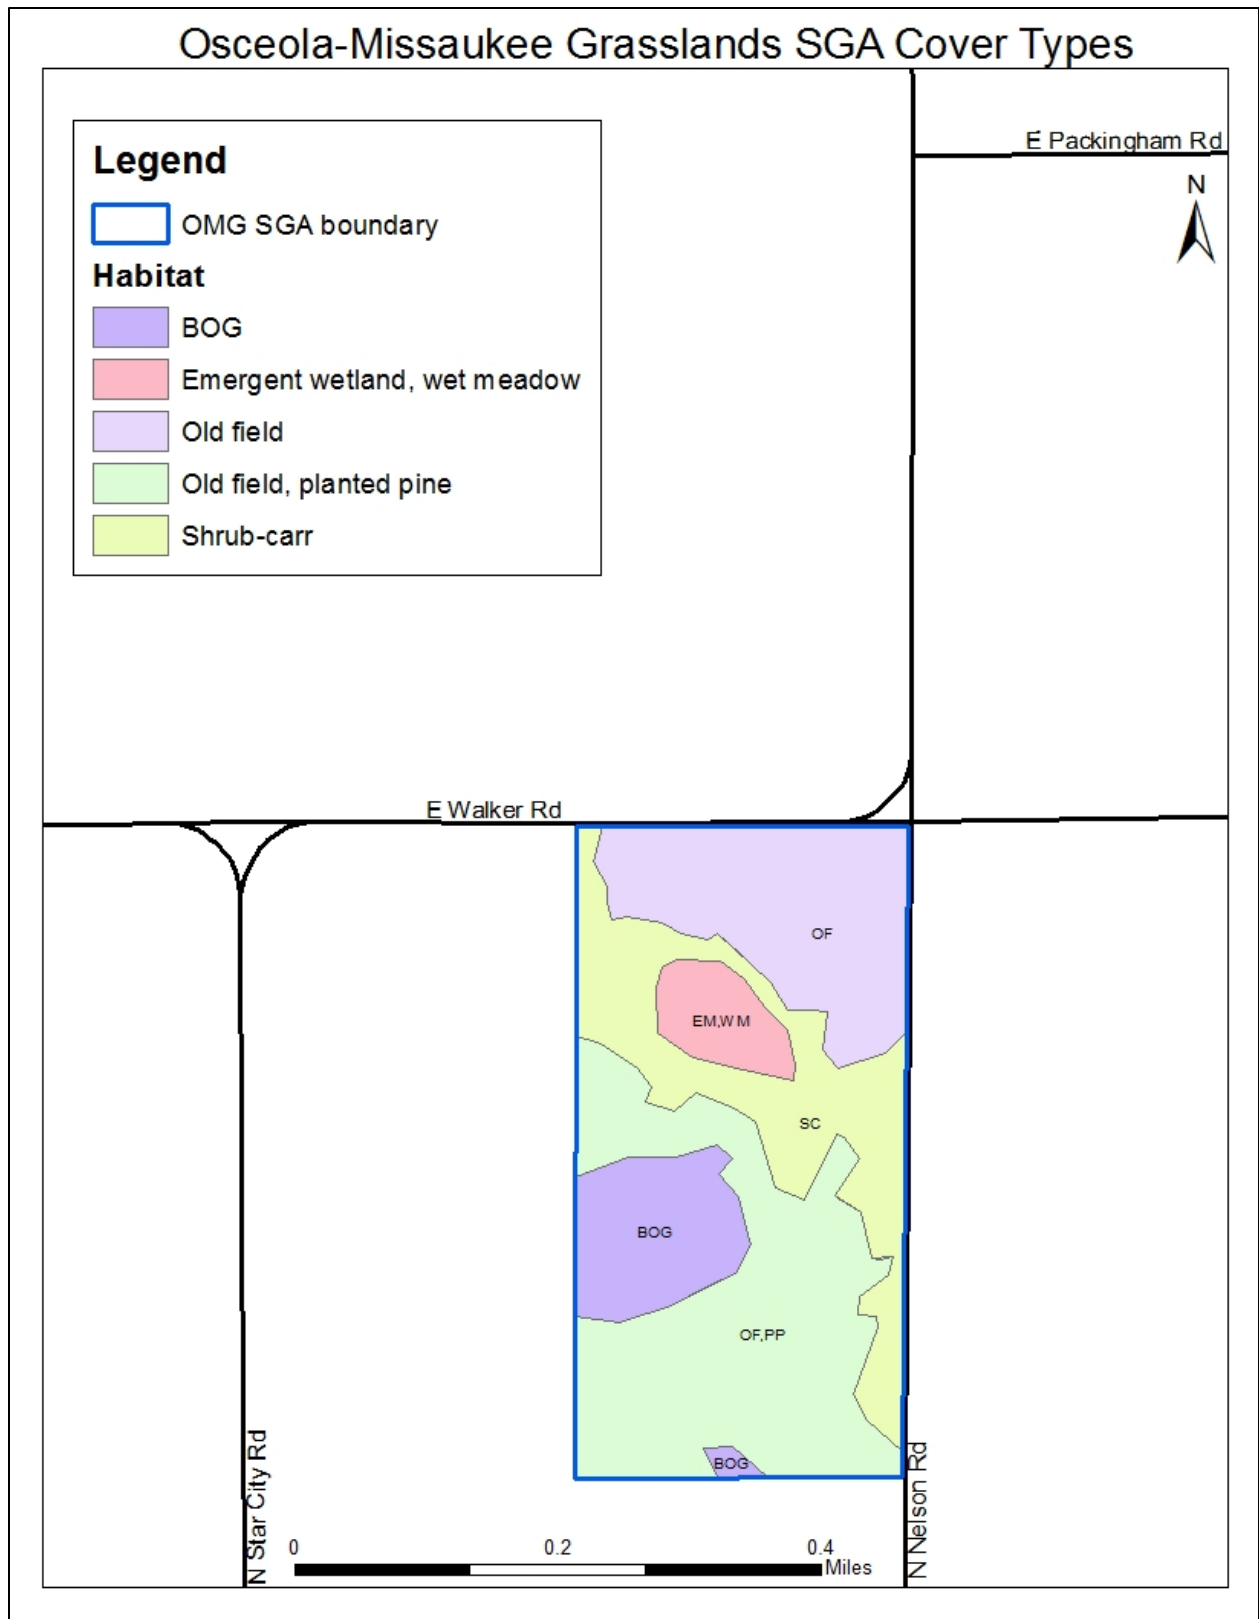 Osceola-Missaukee Grasslands SGA Cover Types
E Packingham Rd
N
Legend
OMG SGA boundary
Habitat
BOG
Emergent wetland, wet meadow
Old field
Old field, planted pine
Shrub-carr
E Walker Rd
OF
EM,WM
SC
BOG
OF,PP
BOG
N Star City Rd
N Nelson Rd
0 0.2 0.4
Miles